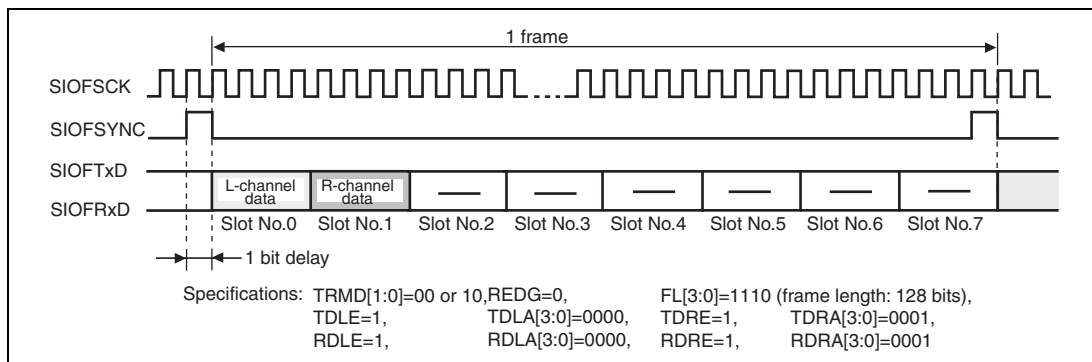 1 frame
SIOFSCK
SIOFSYNC
SIOFTxD
SIOFRxD
L-channel data
R-channel data
Slot No.0 Slot No.1 Slot No.2 Slot No.3 Slot No.4 Slot No.5 Slot No.6 Slot No.7
1 bit delay
Specifications: TRMD[1:0]=00 or 10, REDG=0, FL[3:0]=1110 (frame length: 128 bits),
TDLE=1, TDLA[3:0]=0000, TDRE=1, TDRA[3:0]=0001,
RDLE=1, RDLA[3:0]=0000, RDRE=1, RDRA[3:0]=0001